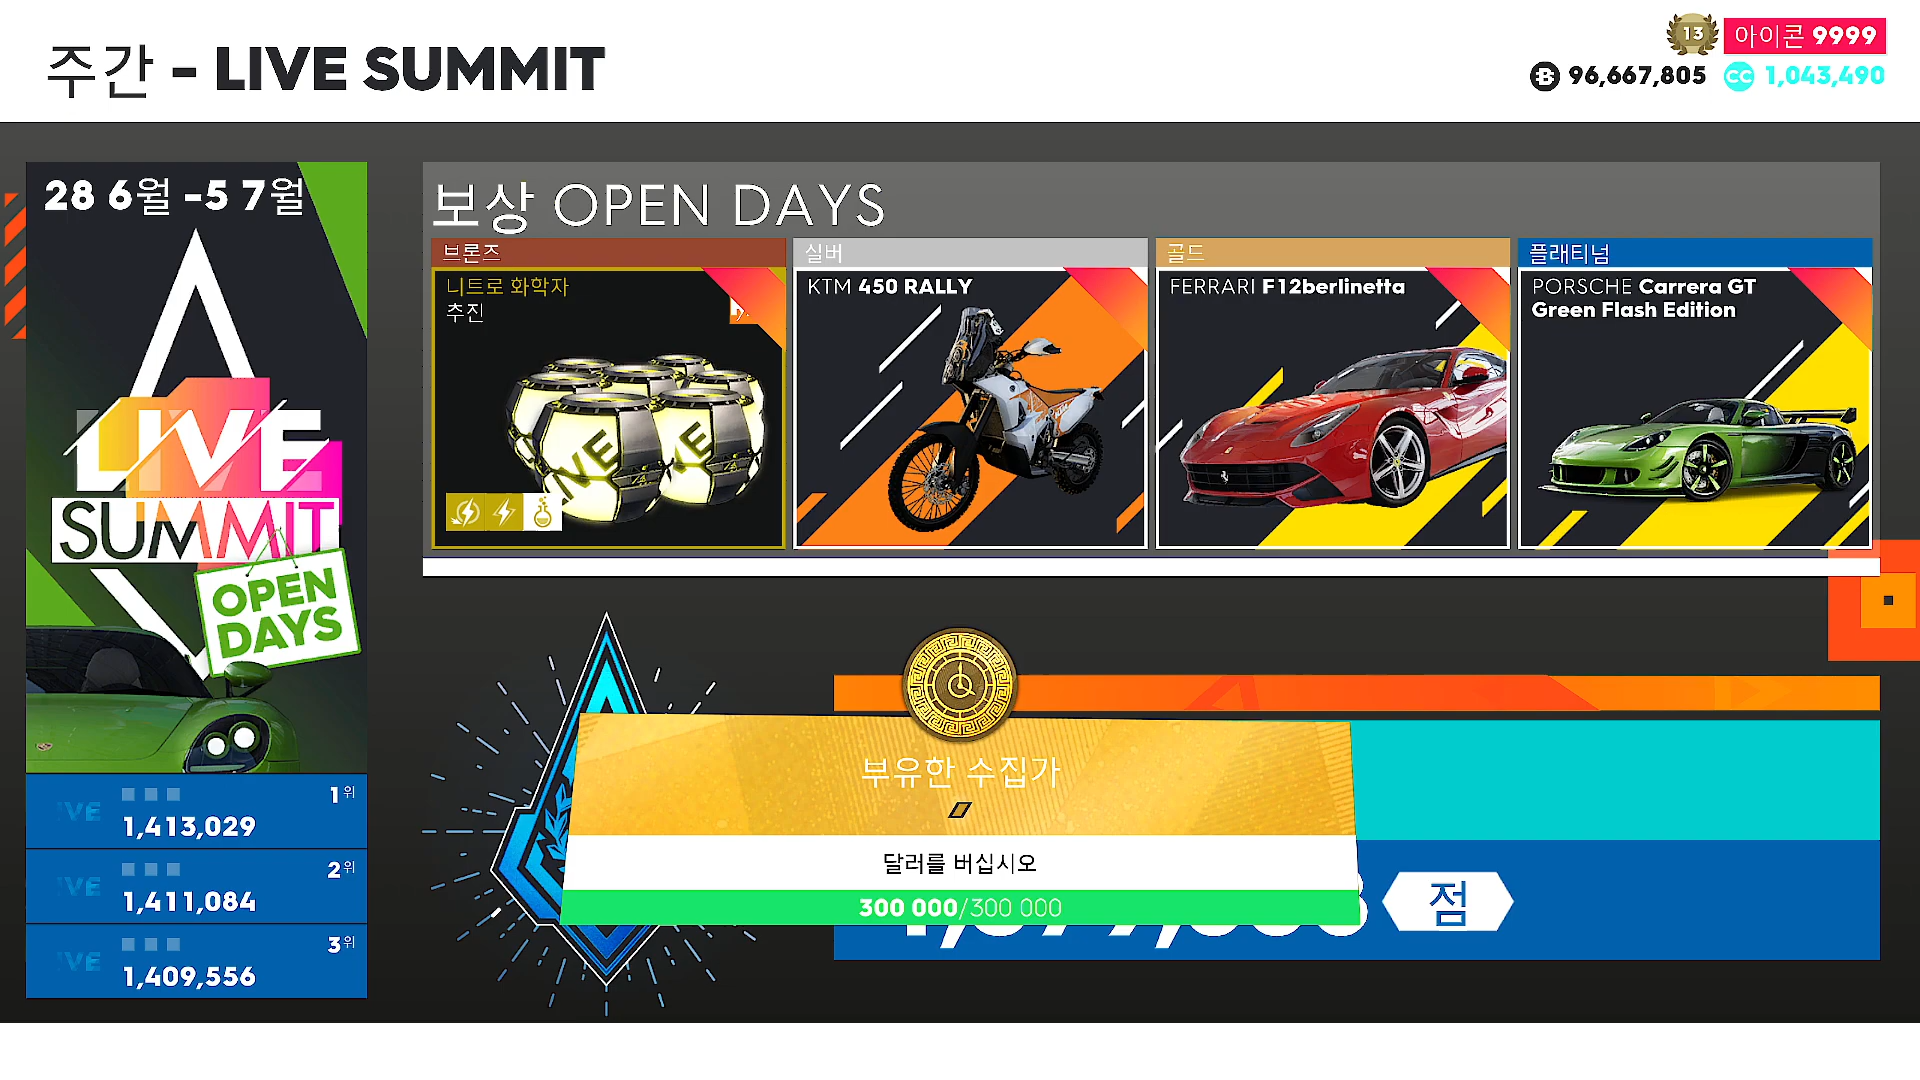 주간 - LIVE SUMMIT
13
아이콘 9999
96,667,805
CC 1,043,490
28 6월 -5 7월
LIVE
SUMMIT
OPEN
DAYS
1위
1,413,029
2위
1,411,084
3위
1,409,556
보상 OPEN DAYS
브론즈
니트로 화학자
추진
LIVE
실버
KTM 450 RALLY
골드
FERRARI F12berlinetta
플래티넘
PORSCHE Carrera GT
Green Flash Edition
부유한 수집가
달러를 버십시오
300 000/300 000
점